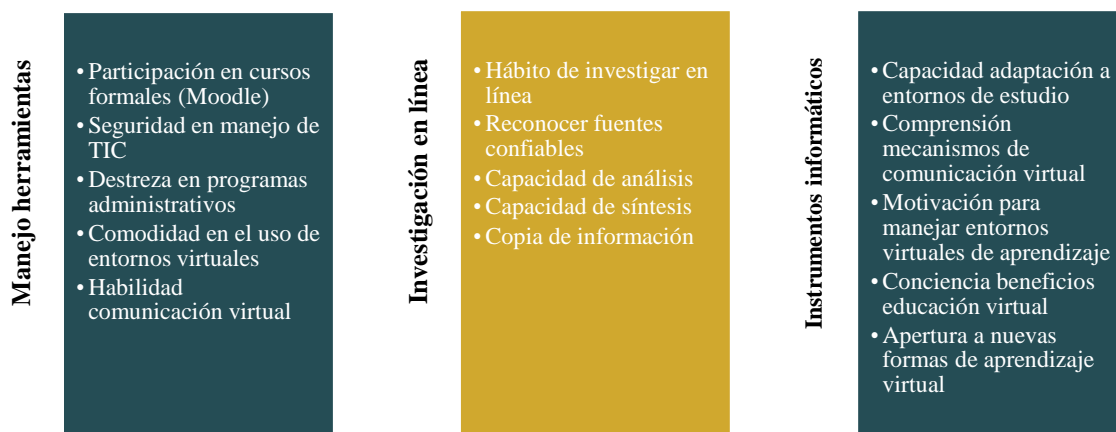 Manejo herramientas
• Participación en cursos
formales (Moodle)
• Seguridad en manejo de
TIC
• Destreza en programas
administrativos
• Comodidad en el uso de
entornos virtuales
• Habilidad
comunicación virtual
Investigación en línea
• Hábito de investigar en
línea
• Reconocer fuentes
confiables
• Capacidad de análisis
• Capacidad de síntesis
• Copia de información
Instrumentos informáticos
• Capacidad adaptación a
entornos de estudio
• Comprensión
mecanismos de
comunicación virtual
• Motivación para
manejar entornos
virtuales de aprendizaje
• Conciencia beneficios
educación virtual
• Apertura a nuevas
formas de aprendizaje
virtual